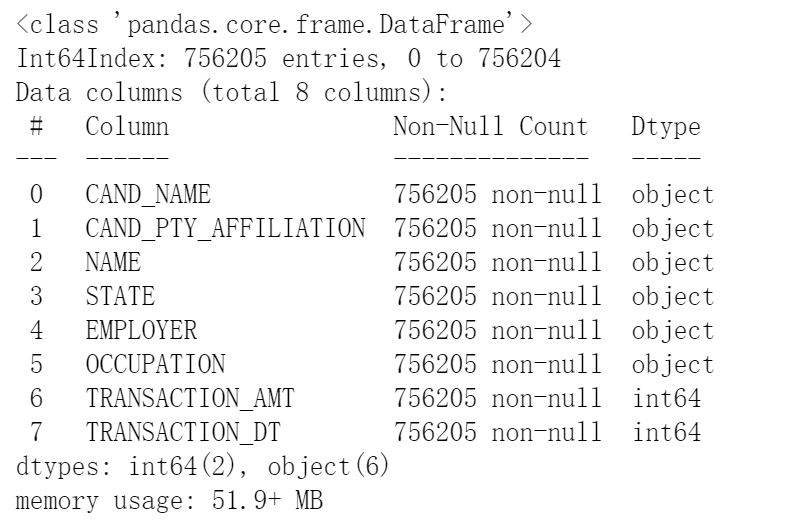 <class 'pandas.core.frame.DataFrame'>
Int64Index: 756205 entries, 0 to 756204
Data columns (total 8 columns):
 #   Column                Non-Null Count   Dtype
---  ------                --------------   -----
 0   CAND_NAME             756205 non-null  object
 1   CAND_PTY_AFFILIATION  756205 non-null  object
 2   NAME                  756205 non-null  object
 3   STATE                 756205 non-null  object
 4   EMPLOYER              756205 non-null  object
 5   OCCUPATION            756205 non-null  object
 6   TRANSACTION_AMT       756205 non-null  int64
 7   TRANSACTION_DT        756205 non-null  int64
dtypes: int64(2), object(6)
memory usage: 51.9+ MB